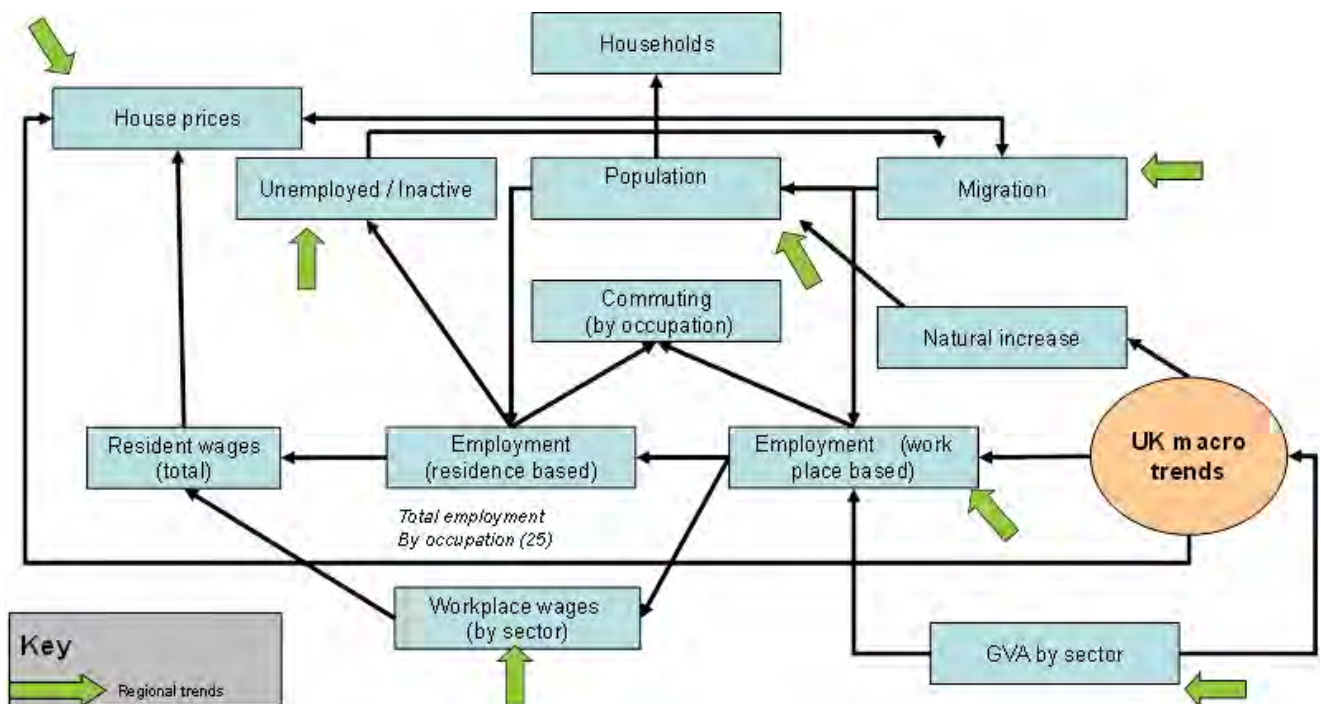 Households
House prices
Unemployed / Inactive
Population
Migration
Commuting
(by occupation)
Natural increase
Resident wages
(total)
Employment
(residence based)
Employment (work
place based)
UK macro
trends
Total employment
By occupation (25)
Workplace wages
(by sector)
GVA by sector
Key
Regional trends